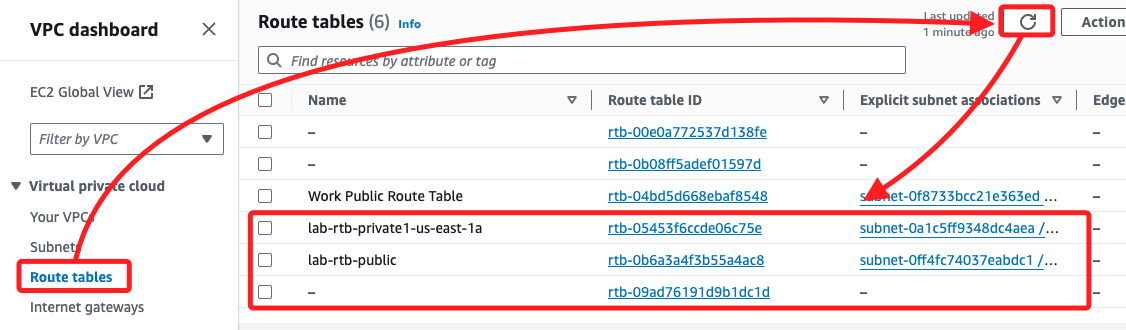 VPC dashboard
EC2 Global View
Filter by VPC
Virtual private cloud
Your VPCs
Subnets
Route tables
Internet gateways
Route tables (6) Info
Last updated
1 minute ago
Action
Find resources by attribute or tag
Name Route table ID Explicit subnet associations Edge
– rtb-00e0a772537d138fe – –
– rtb-0b08ff5adef01597d – –
Work Public Route Table rtb-04bd5d668ebaf8548 subnet-0f8733bcc21e363ed ... –
lab-rtb-private1-us-east-1a rtb-05453f6ccde06c75e subnet-0a1c5ff9348dc4aea /... –
lab-rtb-public rtb-0b6a3a4f3b55a4ac8 subnet-0ff4fc74037eabdc1 /... –
– rtb-09ad76191d9b1dc1d – –